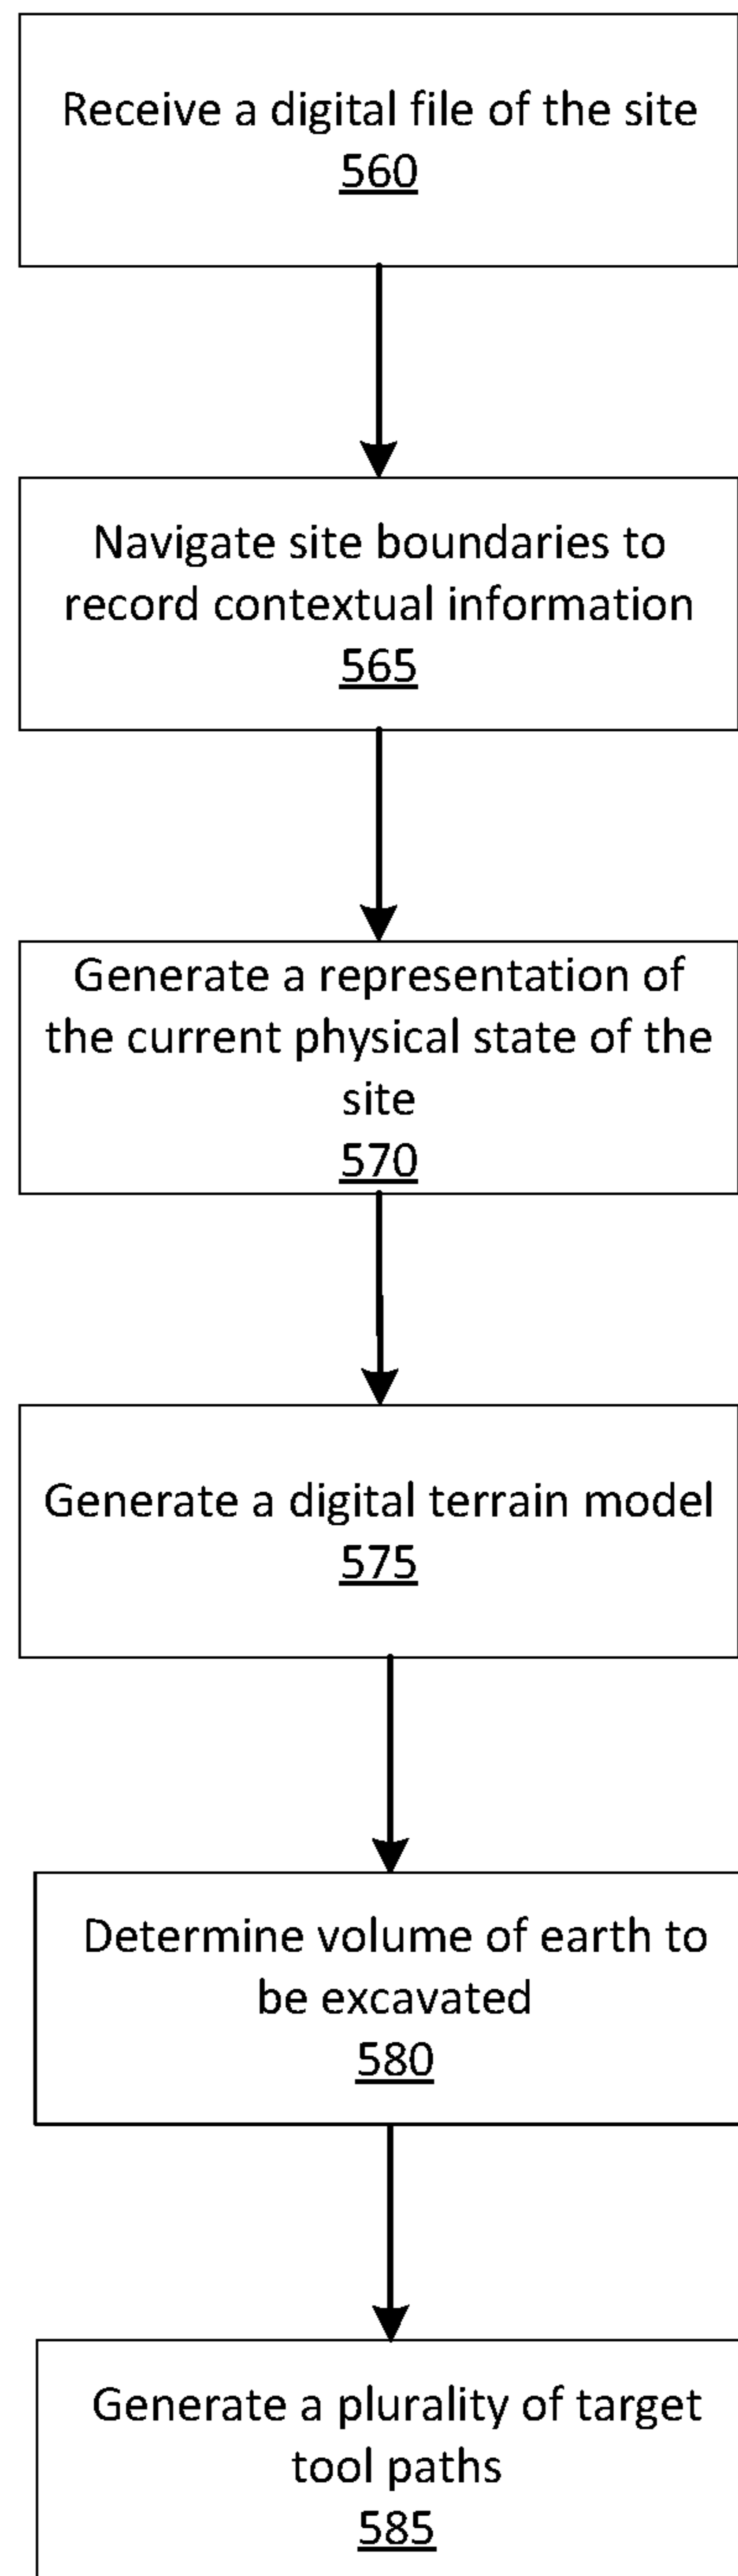 Receive a digital file of the site
560
Navigate site boundaries to
record contextual information
565
Generate a representation of
the current physical state of the
site
570
Generate a digital terrain model
575
Determine volume of earth to
be excavated
580
Generate a plurality of target
tool paths
585